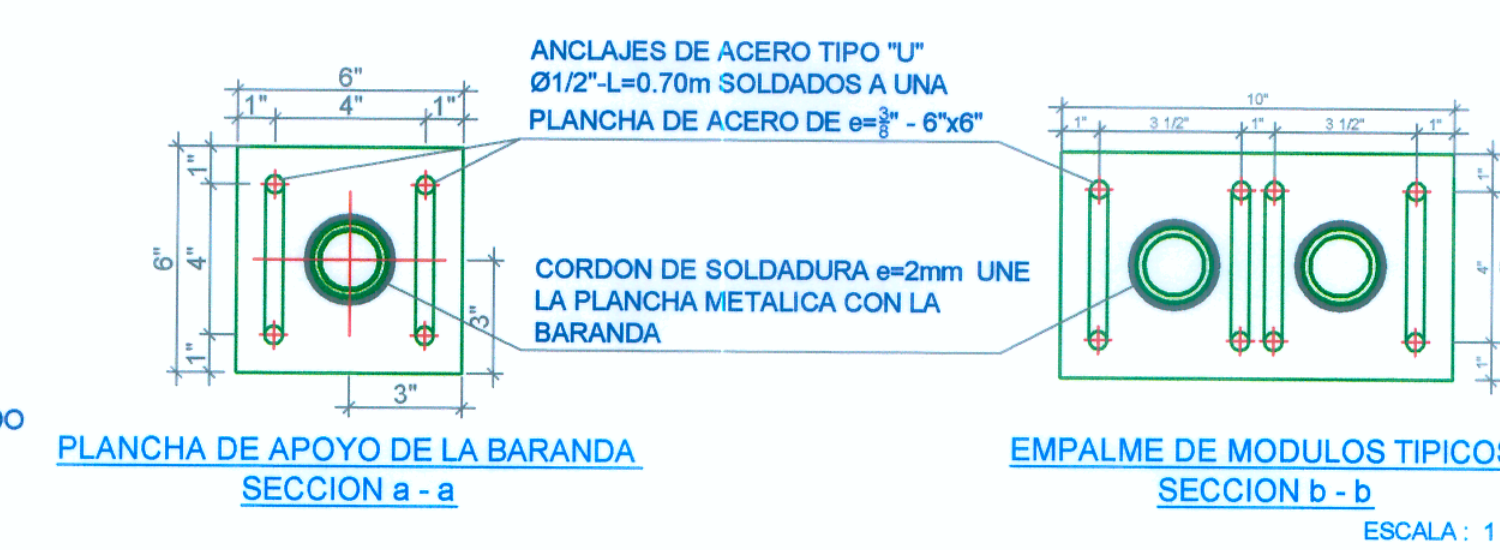 ANCLAJES DE ACERO TIPO "U"
Ø1/2"-L=0.70m SOLDADOS A UNA
PLANCHA DE ACERO DE e=3/8" - 6"x6"
6"
1" 4" 1"
1"
6" 4"
1"
3"
3"
10"
1" 3 1/2" 1" 3 1/2" 1"
1"
4"
1"
CORDON DE SOLDADURA e=2mm UNE
LA PLANCHA METALICA CON LA
BARANDA
PLANCHA DE APOYO DE LA BARANDA
SECCION a - a
EMPALME DE MODULOS TIPICOS
SECCION b - b
ESCALA : 1